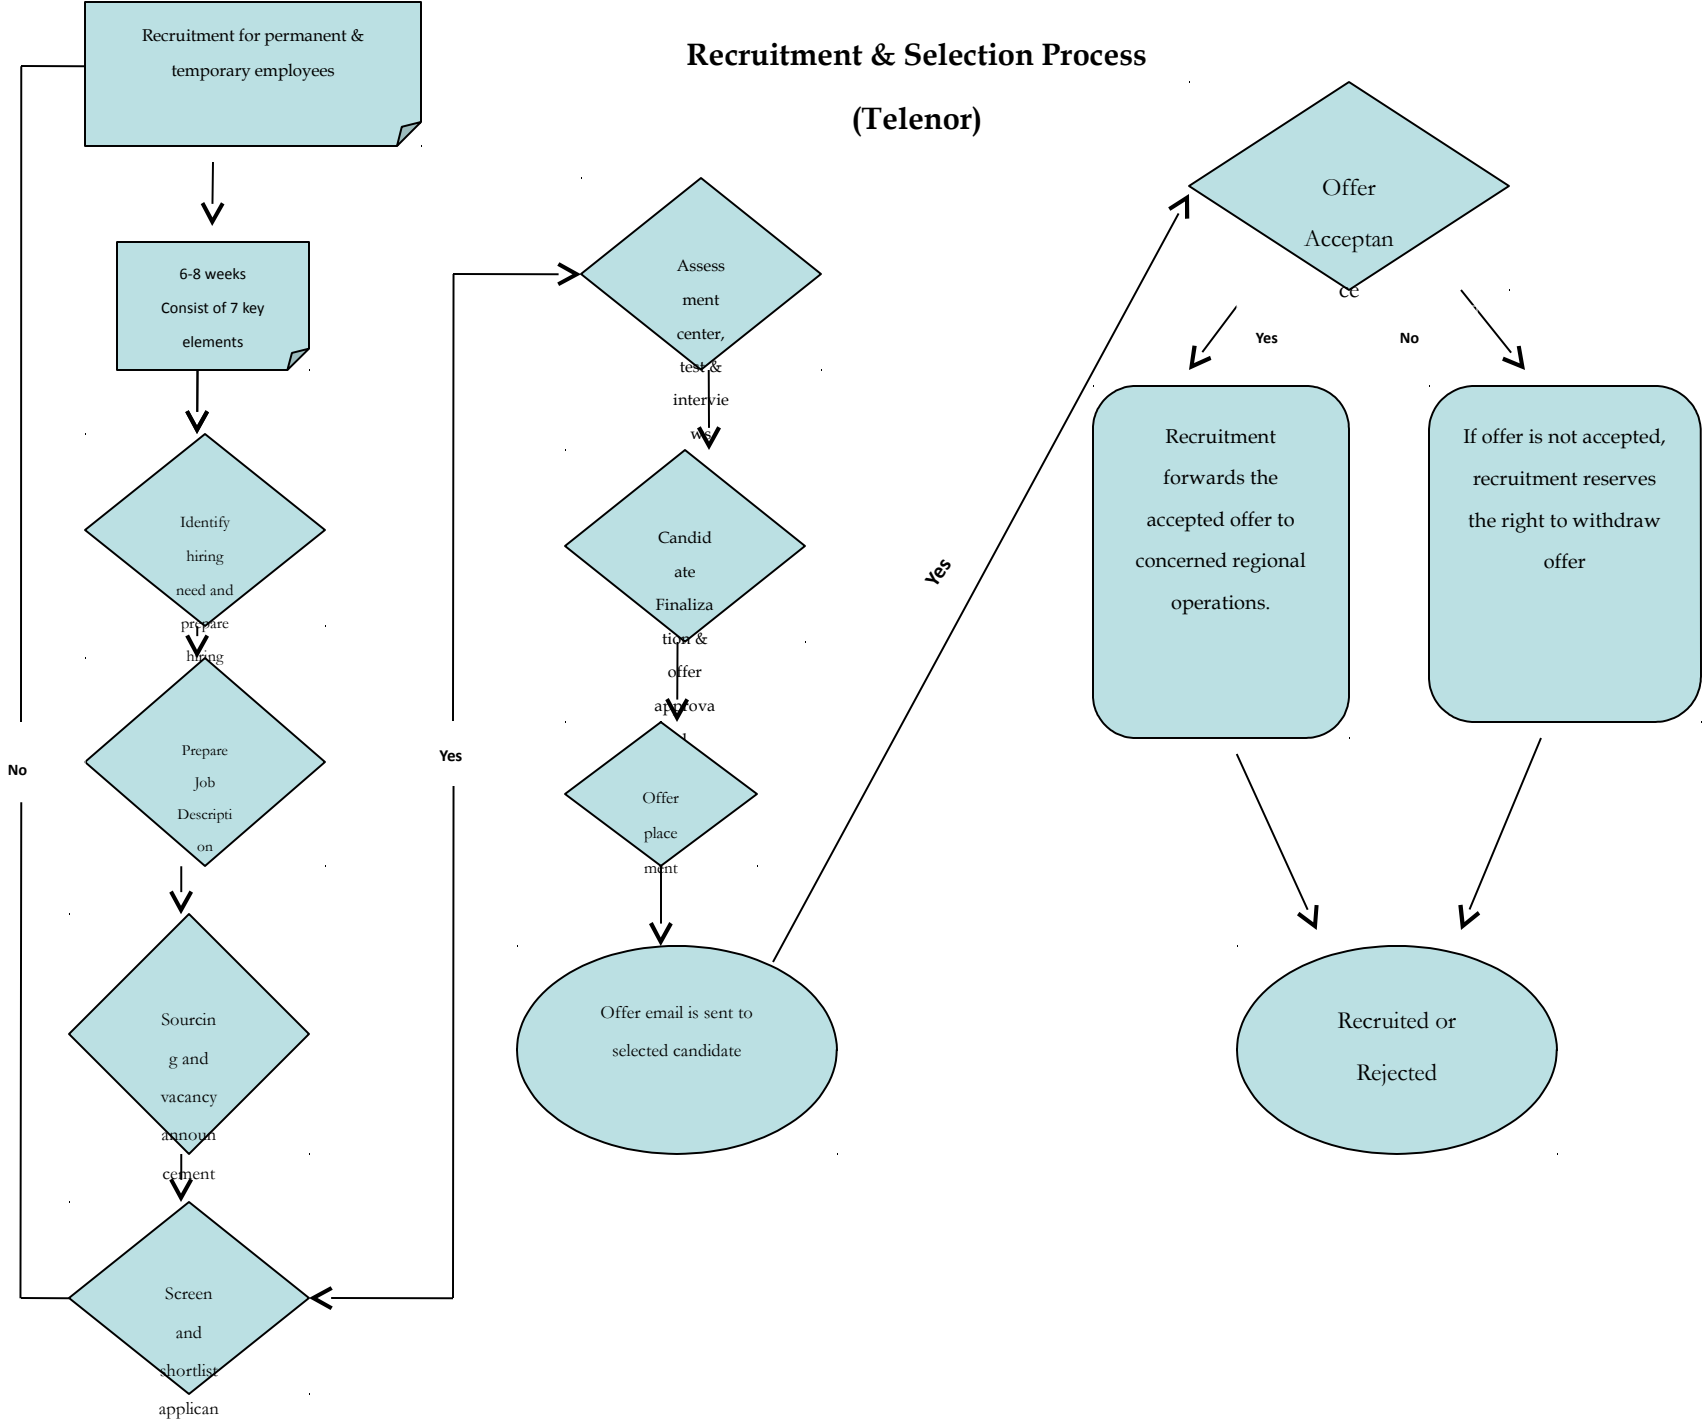 Recruitment for permanent &
temporary employees
Recruitment & Selection Process
(Telenor)
6-8 weeks
Consist of 7 key
elements
Identify
hiring
need and
prepare
hiring
Prepare
Job
Descripti
on
Sourcin
g and
vacancy
announ
cement
Screen
and
shortlist
applican
No
Yes
Assess
ment
center,
test &
intervie
ws
Candid
ate
Finaliza
tion &
offer
approva
l
Offer
place
ment
Offer email is sent to
selected candidate
Yes
Offer
Acceptan
ce
Yes
No
Recruitment
forwards the
accepted offer to
concerned regional
operations.
If offer is not accepted,
recruitment reserves
the right to withdraw
offer
Recruited or
Rejected